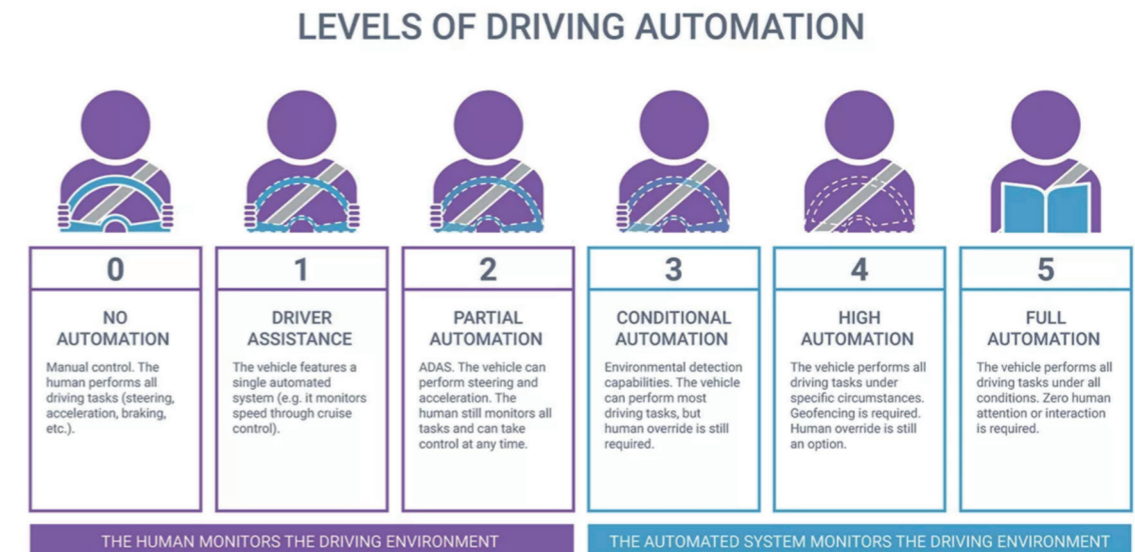 LEVELS OF DRIVING AUTOMATION
0
NO
AUTOMATION
Manual control. The
human performs all
driving tasks (steering,
acceleration, braking,
etc.).
1
DRIVER
ASSISTANCE
The vehicle features a
single automated
system (e.g. it monitors
speed through cruise
control).
2
PARTIAL
AUTOMATION
ADAS. The vehicle can
perform steering and
acceleration. The
human still monitors all
tasks and can take
control at any time.
3
CONDITIONAL
AUTOMATION
Environmental detection
capabilities. The vehicle
can perform most
driving tasks, but
human override is still
required.
4
HIGH
AUTOMATION
The vehicle performs all
driving tasks under
specific circumstances.
Geofencing is required.
Human override is still
an option.
5
FULL
AUTOMATION
The vehicle performs all
driving tasks under all
conditions. Zero human
attention or interaction
is required.
THE HUMAN MONITORS THE DRIVING ENVIRONMENT
THE AUTOMATED SYSTEM MONITORS THE DRIVING ENVIRONMENT